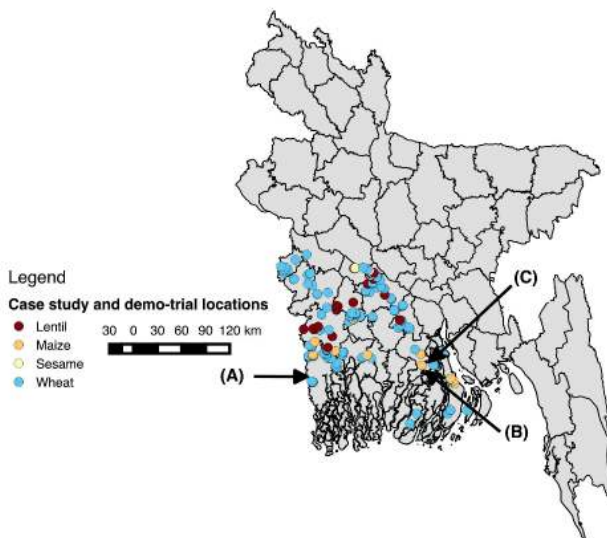 (C)
Legend
Case study and demo-trial locations
Lentil
Maize
Sesame
Wheat
30 0 30 60 90 120 km
(A)
(B)